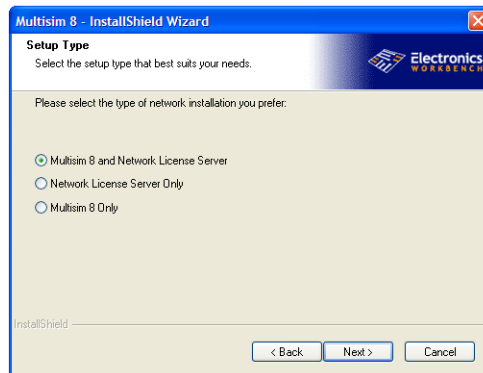 Multisim 8 - InstallShield Wizard
Setup Type
Select the setup type that best suits your needs.
Electronics
WORKBENCH
Please select the type of network installation you prefer:
Multisim 8 and Network License Server
Network License Server Only
Multisim 8 Only
InstallShield
< Back
Next >
Cancel